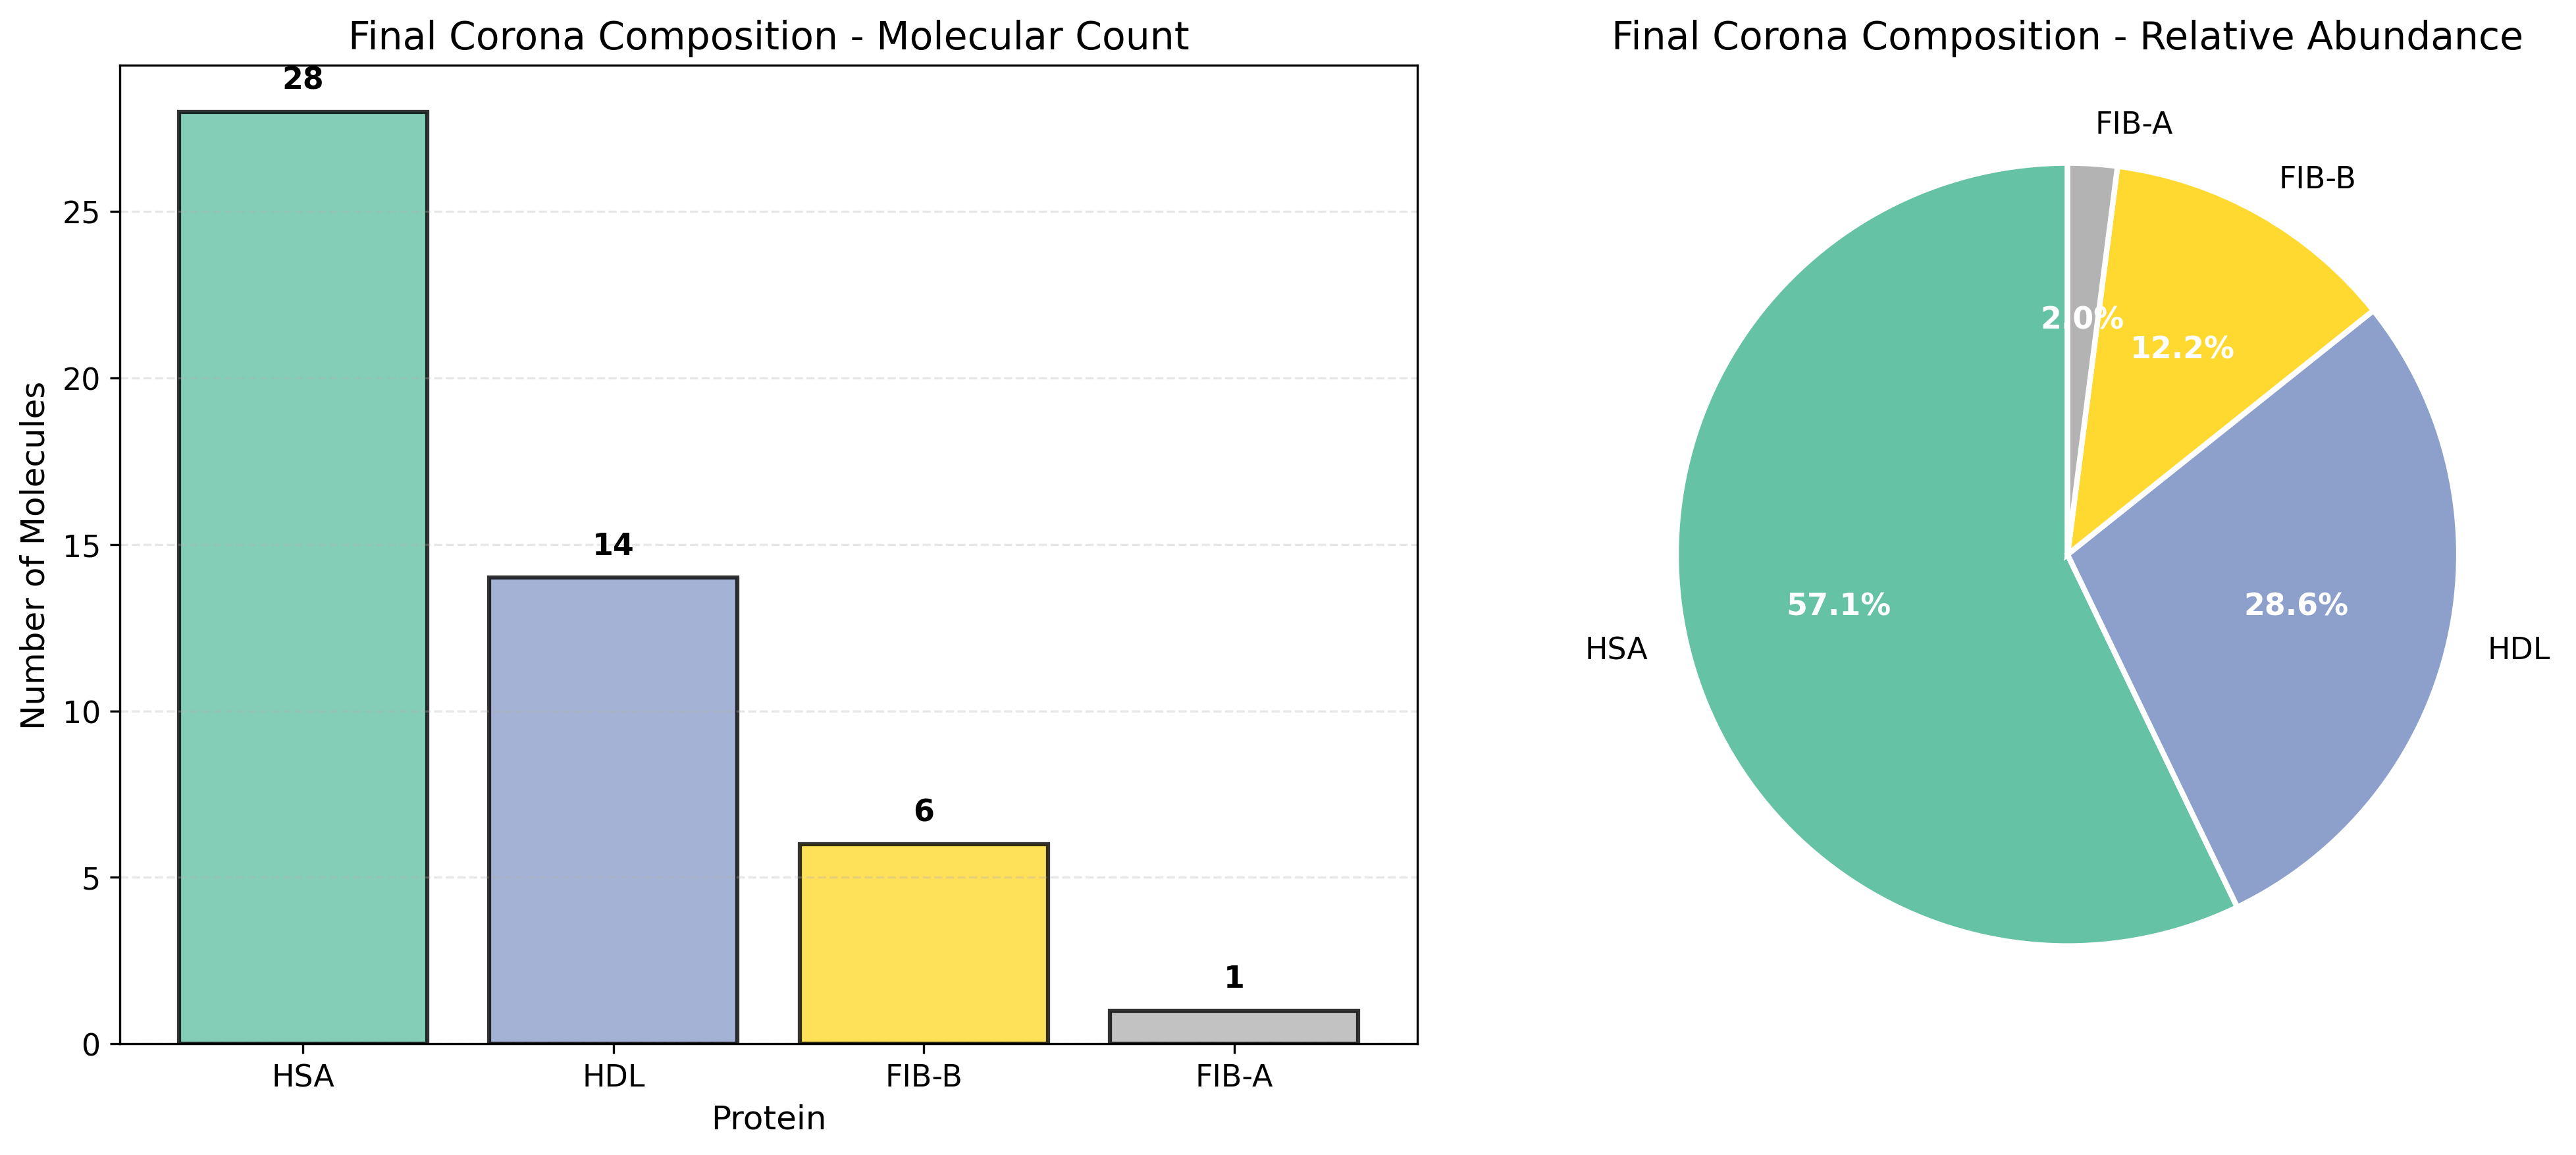 Final Corona Composition - Molecular Count
28
14
6
1
25
20
15
10
5
0
Number of Molecules
HSA
HDL
FIB-B
FIB-A
Protein
Final Corona Composition - Relative Abundance
FIB-A
FIB-B
2.0%
12.2%
57.1%
28.6%
HSA
HDL